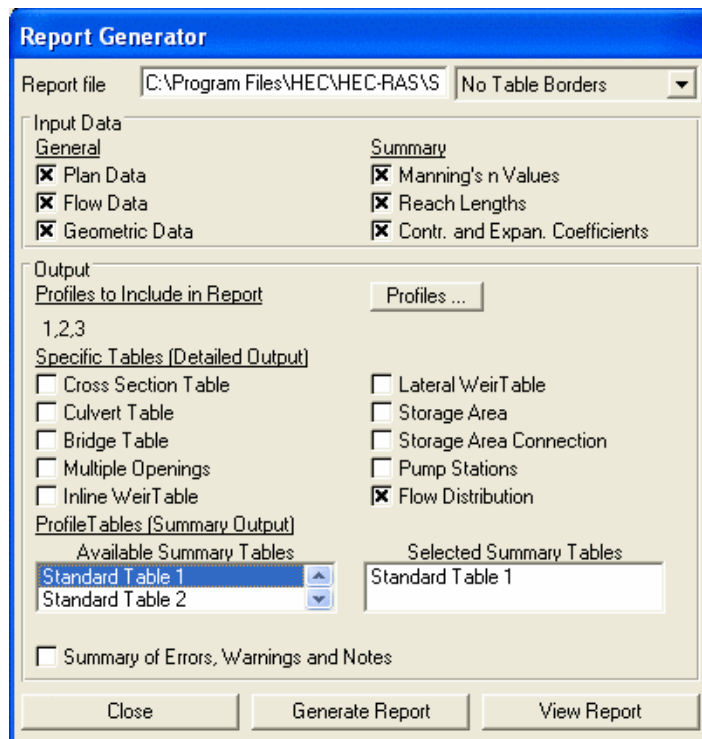 Report Generator
Report file C:\Program Files\HEC\HEC-RAS\S No Table Borders
Input Data
General Summary
Plan Data Manning's n Values
Flow Data Reach Lengths
Geometric Data Contr. and Expan. Coefficients
Output
Profiles to Include in Report Profiles ...
1,2,3
Specific Tables (Detailed Output)
Cross Section Table Lateral WeirTable
Culvert Table Storage Area
Bridge Table Storage Area Connection
Multiple Openings Pump Stations
Inline WeirTable Flow Distribution
ProfileTables (Summary Output)
Available Summary Tables Selected Summary Tables
Standard Table 1 Standard Table 1
Standard Table 2
Summary of Errors, Warnings and Notes
Close Generate Report View Report